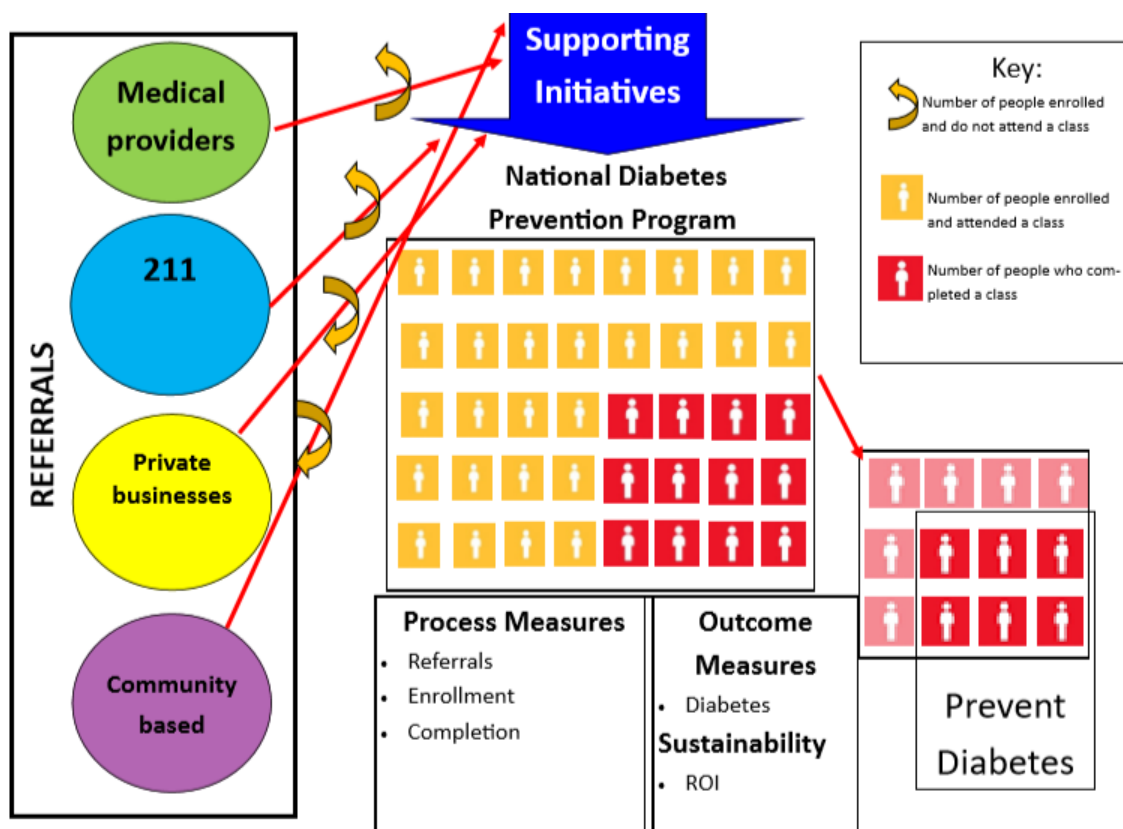 REFERRALS
Medical
providers
211
Private
businesses
Community
based
Supporting
Initiatives
National Diabetes
Prevention Program
Key:
Number of people enrolled
and do not attend a class
Number of people enrolled
and attended a class
Number of people who com-
pleted a class
Process Measures
• Referrals
• Enrollment
• Completion
Outcome
Measures
• Diabetes
Sustainability
• ROI
Prevent
Diabetes